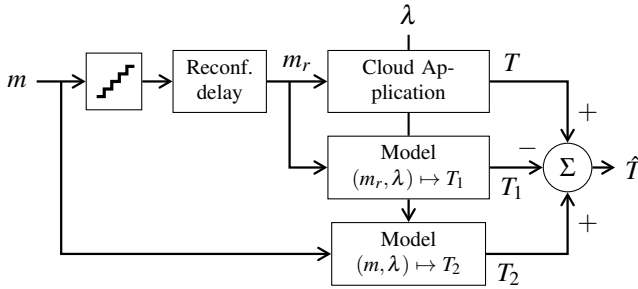 λ
m
Reconf.
delay
m_r
Cloud Ap-
plication
T
+
Model
(m_r, λ) ↦ T_1
−
T_1
Σ
T̂
+
Model
(m, λ) ↦ T_2
T_2